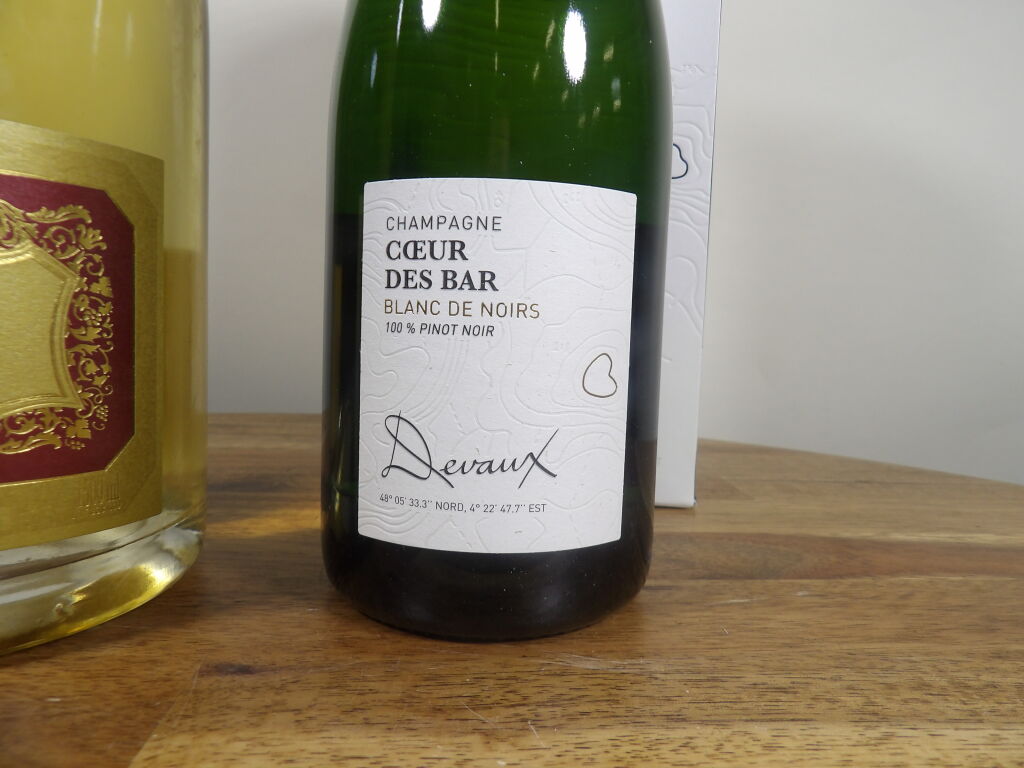 CHAMPAGNE
CŒUR
DES BAR
BLANC DE NOIRS
100 % PINOT NOIR
Devaux
48° 05' 33.3'' NORD, 4° 22' 47.7'' EST